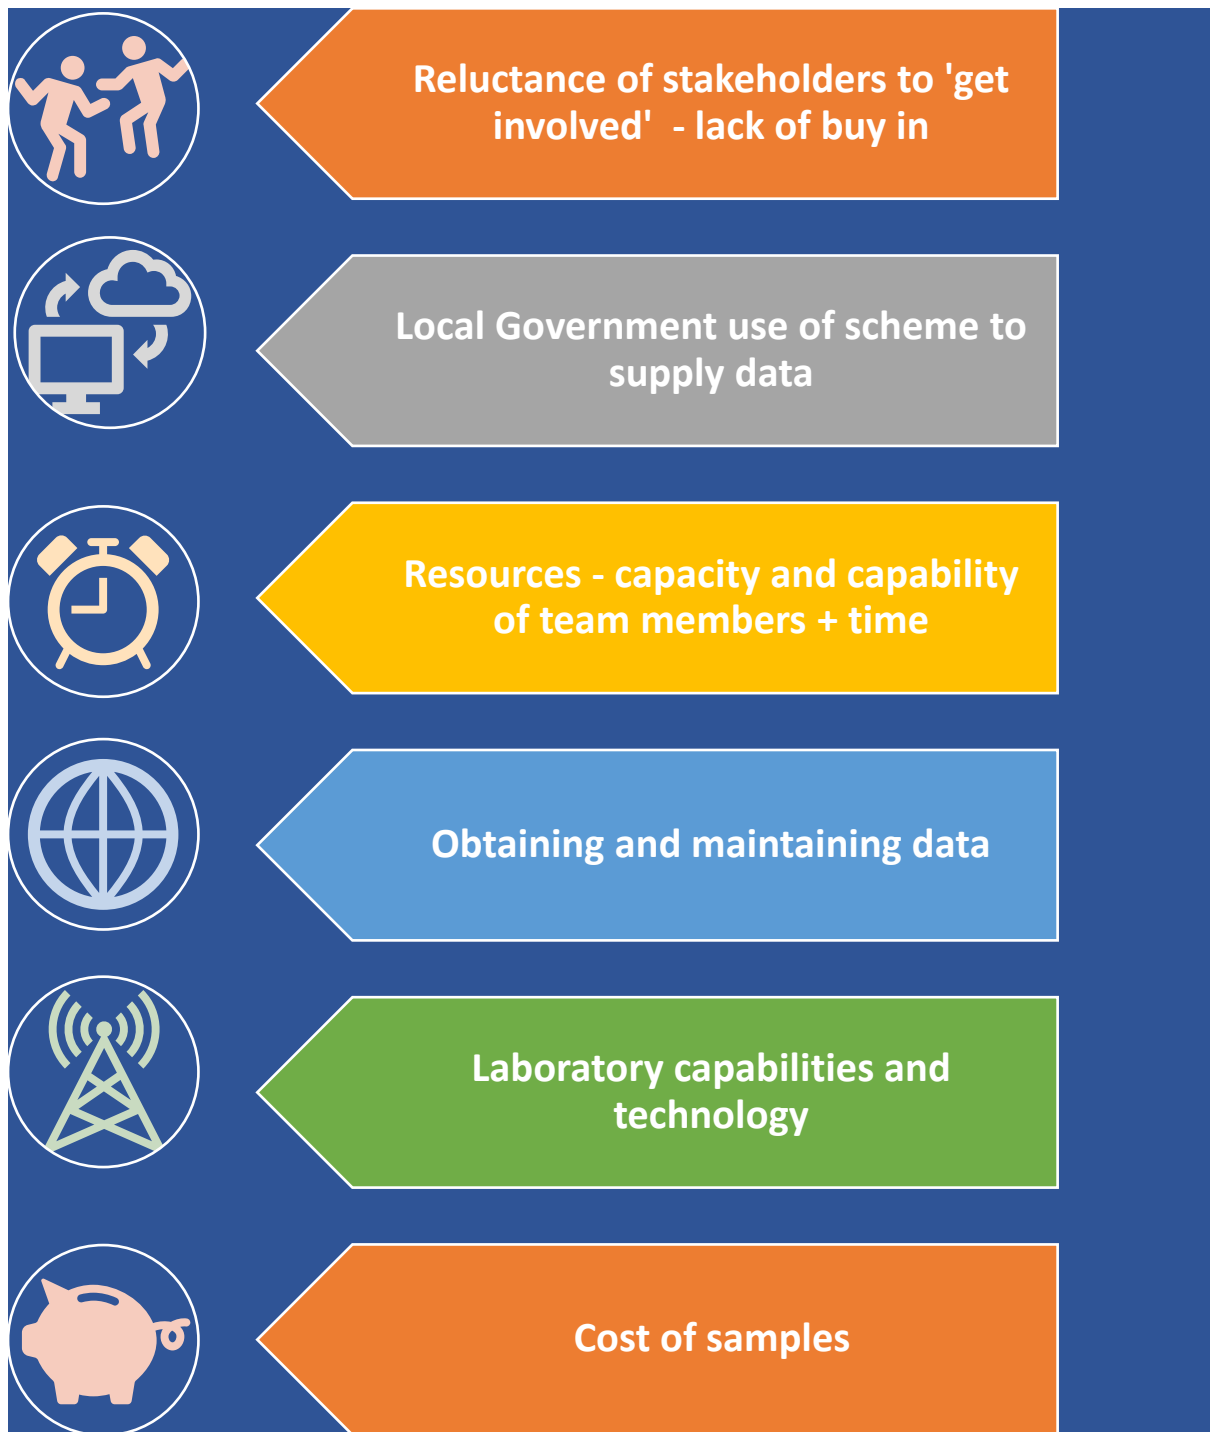 Reluctance of stakeholders to 'get
involved'  - lack of buy in
Local Government use of scheme to
supply data
Resources - capacity and capability
of team members + time
Obtaining and maintaining data
Laboratory capabilities and
technology
Cost of samples